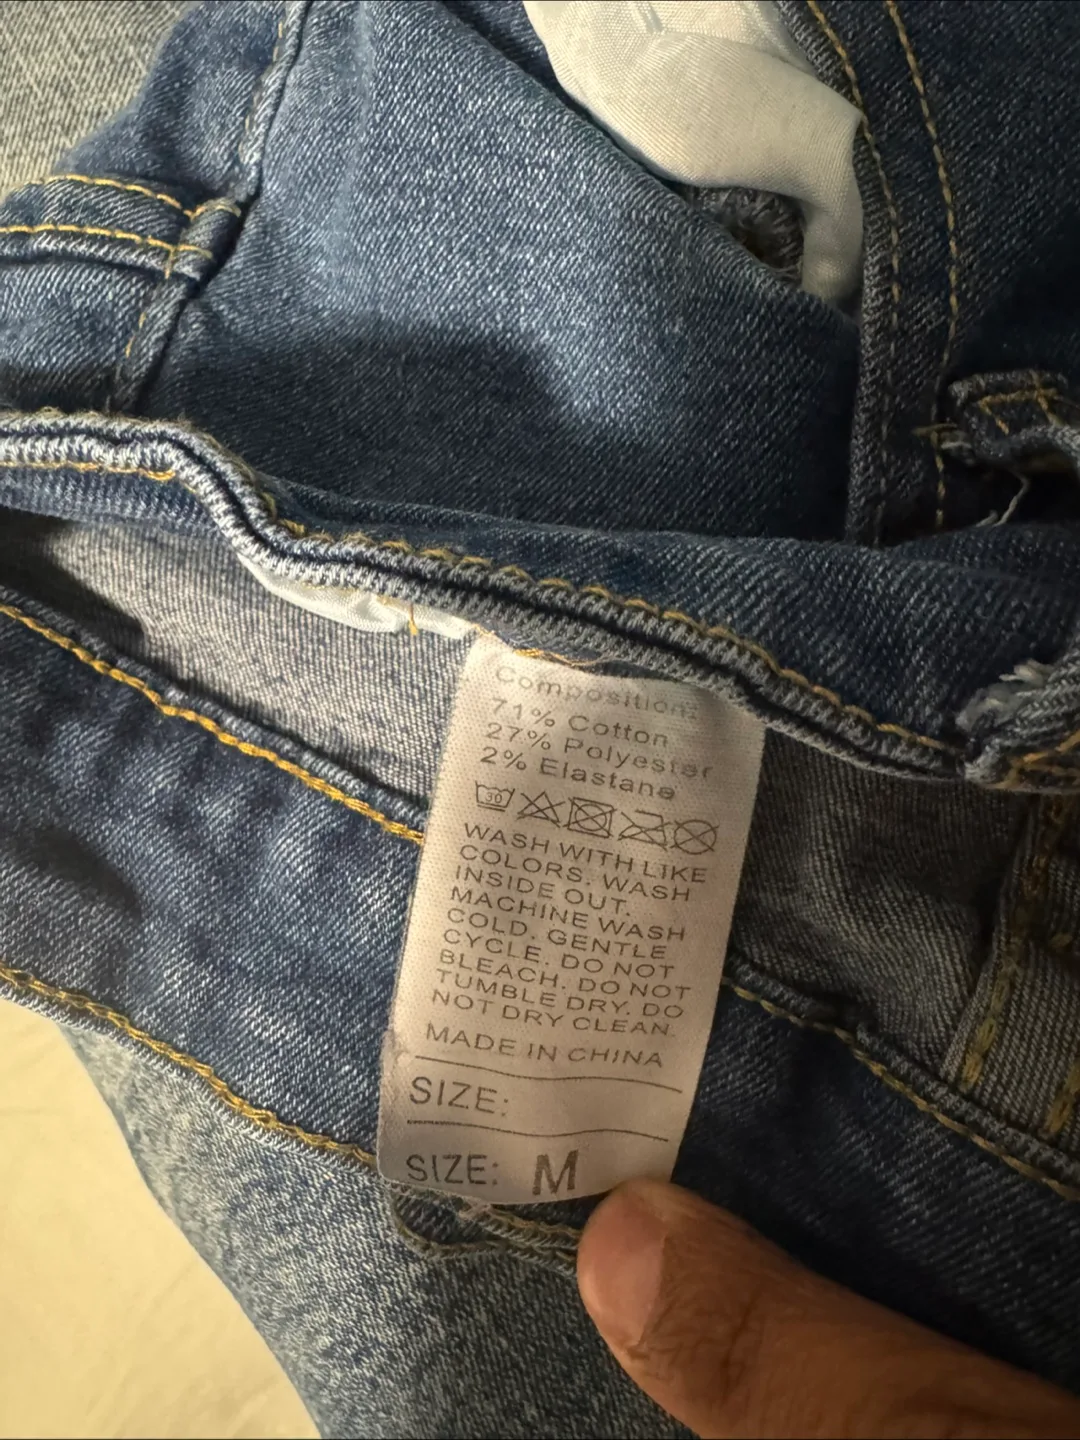 Composition:
71% Cotton
27% Polyester
2% Elastane
30
WASH WITH LIKE
COLORS. WASH
INSIDE OUT.
MACHINE WASH
COLD. GENTLE
CYCLE. DO NOT
BLEACH. DO NOT
TUMBLE DRY. DO
NOT DRY CLEAN.
MADE IN CHINA
SIZE:
SIZE: M